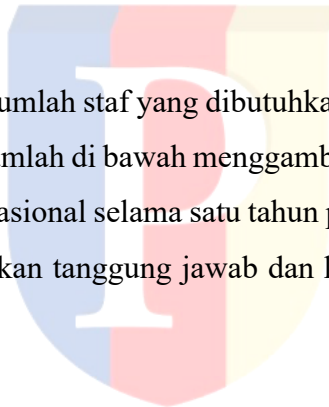 umlah staf yang dibutuhka
mlah di bawah menggamb
asional selama satu tahun p
kan tanggung jawab dan
P